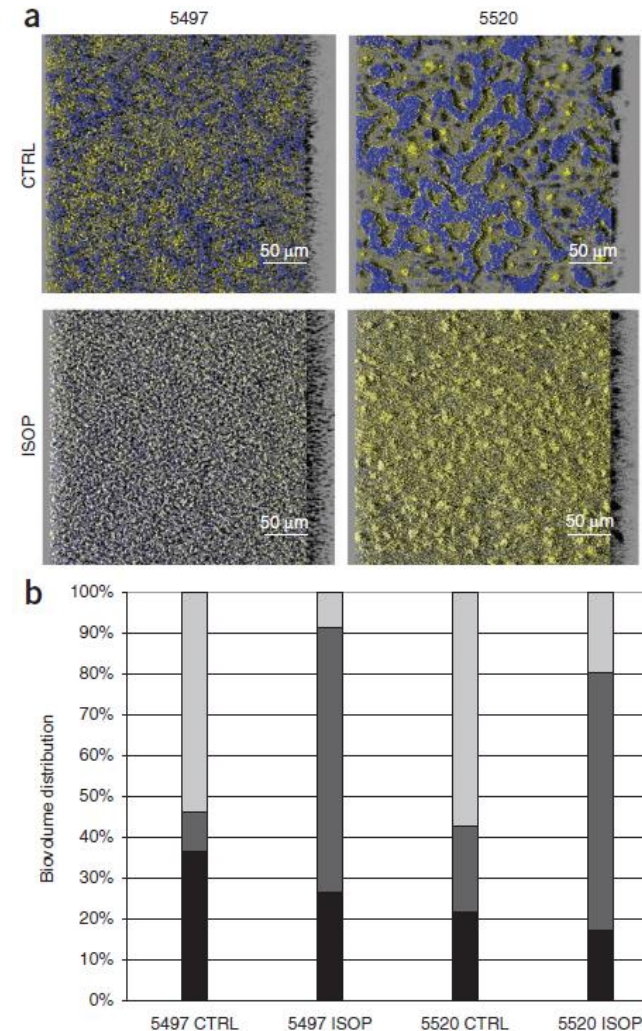 a
5497 5520
CTRL
50 µm 50 µm
ISOP
50 µm 50 µm
b
100%
90%
80%
70%
60%
50%
40%
30%
20%
10%
0%
Biovolume distribution
5497 CTRL 5497 ISOP 5520 CTRL 5520 ISOP